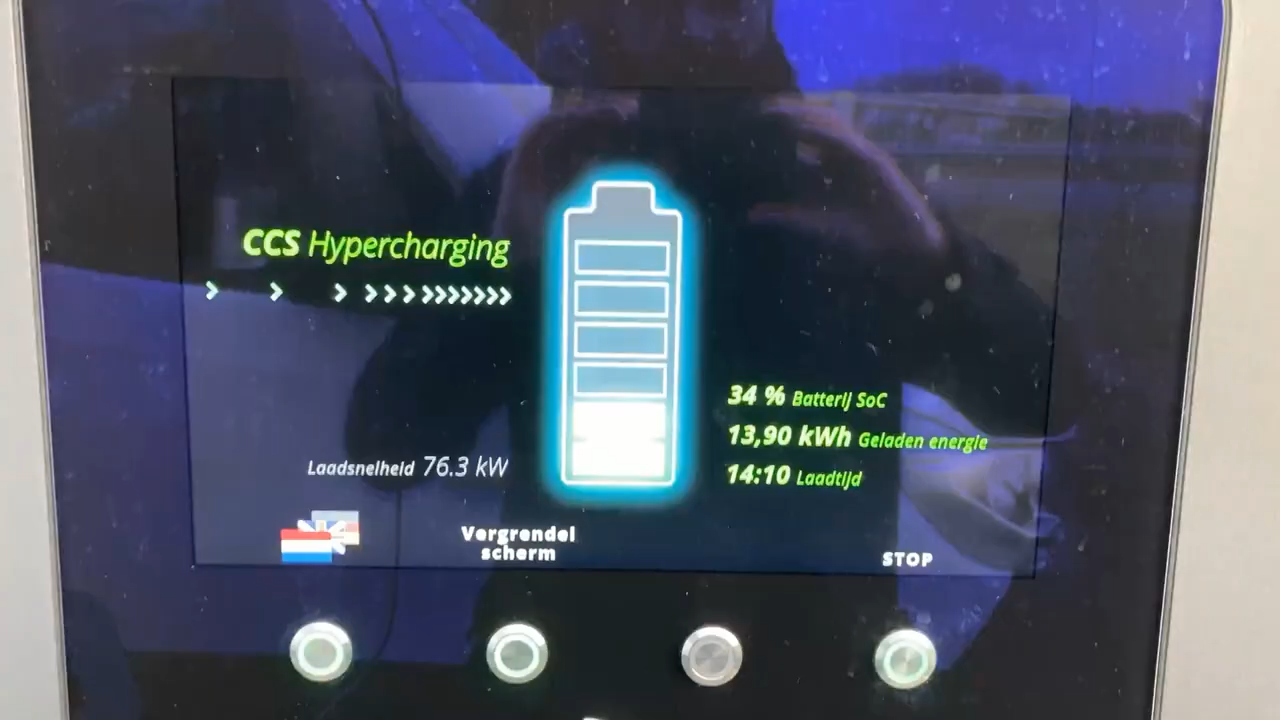 CCS Hypercharging
34 % Batterij SoC
13,90 kWh Geladen energie
Laadsnelheid 76.3 kW
14:10 Laadtijd
Vergrendel
scherm
STOP